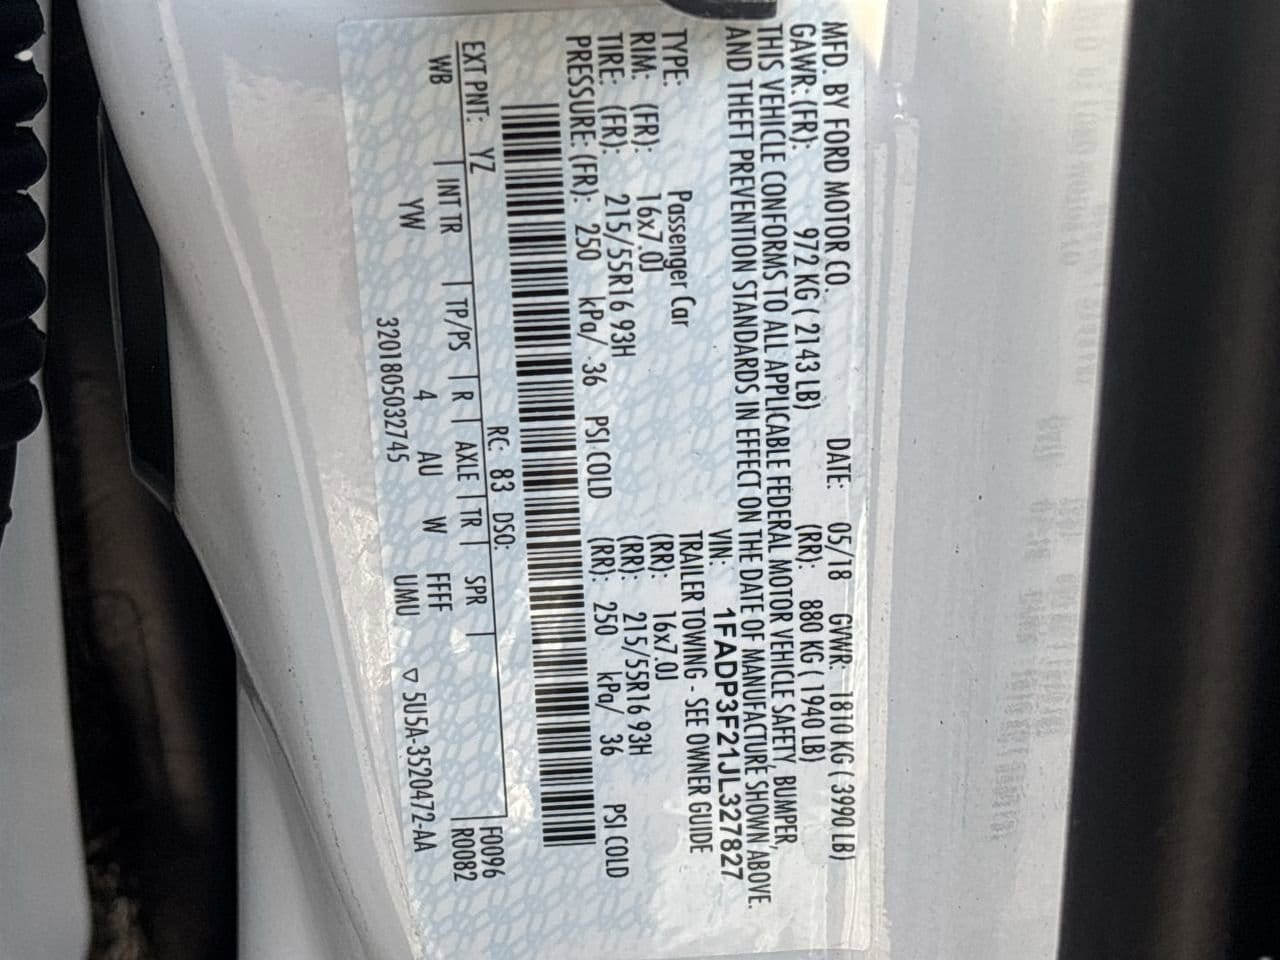 MFD. BY FORD MOTOR CO. DATE: 05/18 GVWR: 1810 KG ( 3990 LB)
GAWR: (FR): 972 KG ( 2143 LB) (RR): 880 KG ( 1940 LB)
THIS VEHICLE CONFORMS TO ALL APPLICABLE FEDERAL MOTOR VEHICLE SAFETY, BUMPER,
AND THEFT PREVENTION STANDARDS IN EFFECT ON THE DATE OF MANUFACTURE SHOWN ABOVE.
VIN: 1FADP3F21JL327827
TYPE: Passenger Car TRAILER TOWING - SEE OWNER GUIDE
RIM: (FR): 16x7.0J (RR): 16x7.0J
TIRE: (FR): 215/55R16 93H (RR): 215/55R16 93H
PRESSURE: (FR): 250 kPa/ 36 PSI COLD (RR): 250 kPa/ 36 PSI COLD
RC: 83 DSO: F0096
EXT PNT: YZ R0082
WB | INT TR | TP/PS | R | AXLE | TR | SPR |
YW 4 AU W FFFF
UMU ▽ 5U5A-3520472-AA
3201805032745